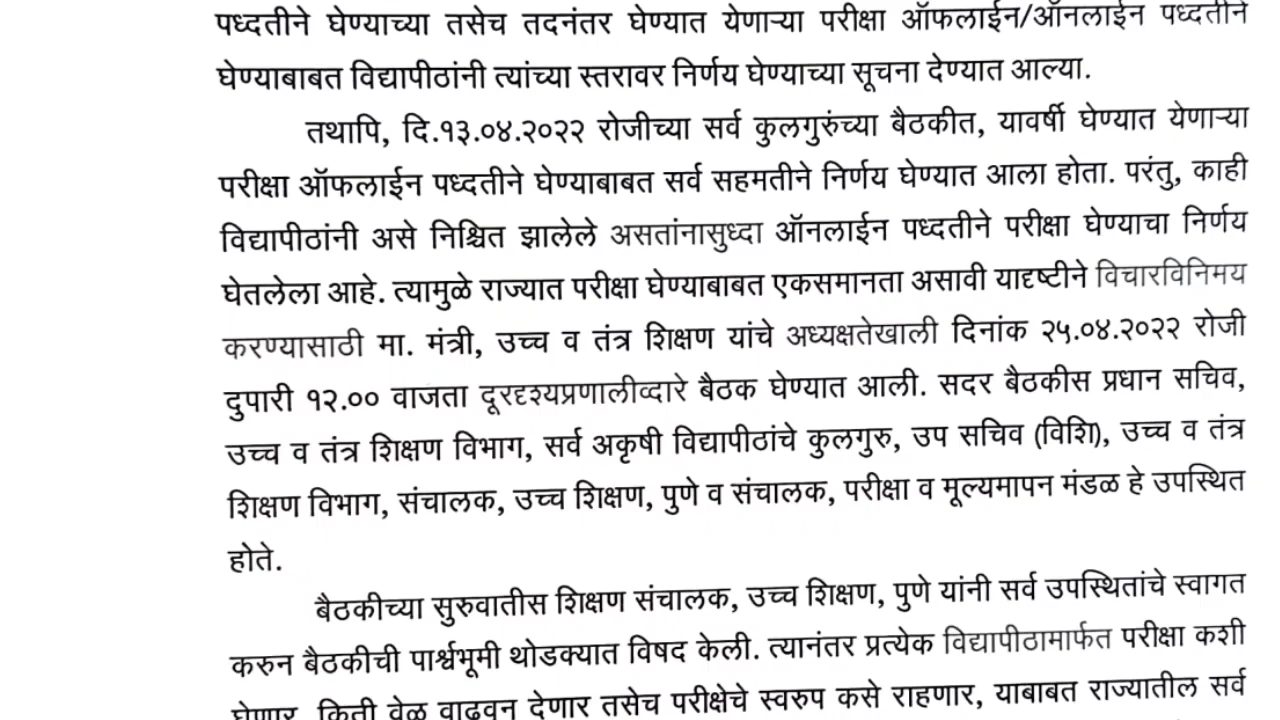 पध्दतीने घेण्याच्या तसेच तदनंतर घेण्यात येणाऱ्या परीक्षा ऑफलाईन/ऑनलाईन पध्दतीने
घेण्याबाबत विद्यापीठांनी त्यांच्या स्तरावर निर्णय घेण्याच्या सूचना देण्यात आल्या.
तथापि, दि.१३.०४.२०२२ रोजीच्या सर्व कुलगुरुंच्या बैठकीत, यावर्षी घेण्यात येणाऱ्या
परीक्षा ऑफलाईन पध्दतीने घेण्याबाबत सर्व सहमतीने निर्णय घेण्यात आला होता. परंतु, काही
विद्यापीठांनी असे निश्चित झालेले असतांनासुध्दा ऑनलाईन पध्दतीने परीक्षा घेण्याचा निर्णय
घेतलेला आहे. त्यामुळे राज्यात परीक्षा घेण्याबाबत एकसमानता असावी यादृष्टीने विचारविनिमय
करण्यासाठी मा. मंत्री, उच्च व तंत्र शिक्षण यांचे अध्यक्षतेखाली दिनांक २५.०४.२०२२ रोजी
दुपारी १२.०० वाजता दूरदृश्यप्रणालीव्दारे बैठक घेण्यात आली. सदर बैठकीस प्रधान सचिव,
उच्च व तंत्र शिक्षण विभाग, सर्व अकृषी विद्यापीठांचे कुलगुरु, उप सचिव (विशि), उच्च व तंत्र
शिक्षण विभाग, संचालक, उच्च शिक्षण, पुणे व संचालक, परीक्षा व मूल्यमापन मंडळ हे उपस्थित
होते.
बैठकीच्या सुरुवातीस शिक्षण संचालक, उच्च शिक्षण, पुणे यांनी सर्व उपस्थितांचे स्वागत
करुन बैठकीची पार्श्वभूमी थोडक्यात विषद केली. त्यानंतर प्रत्येक विद्यापीठामार्फत परीक्षा कशी
घेणार, किती वेळ वाढवून देणार तसेच परीक्षेचे स्वरुप कसे राहणार, याबाबत राज्यातील सर्व